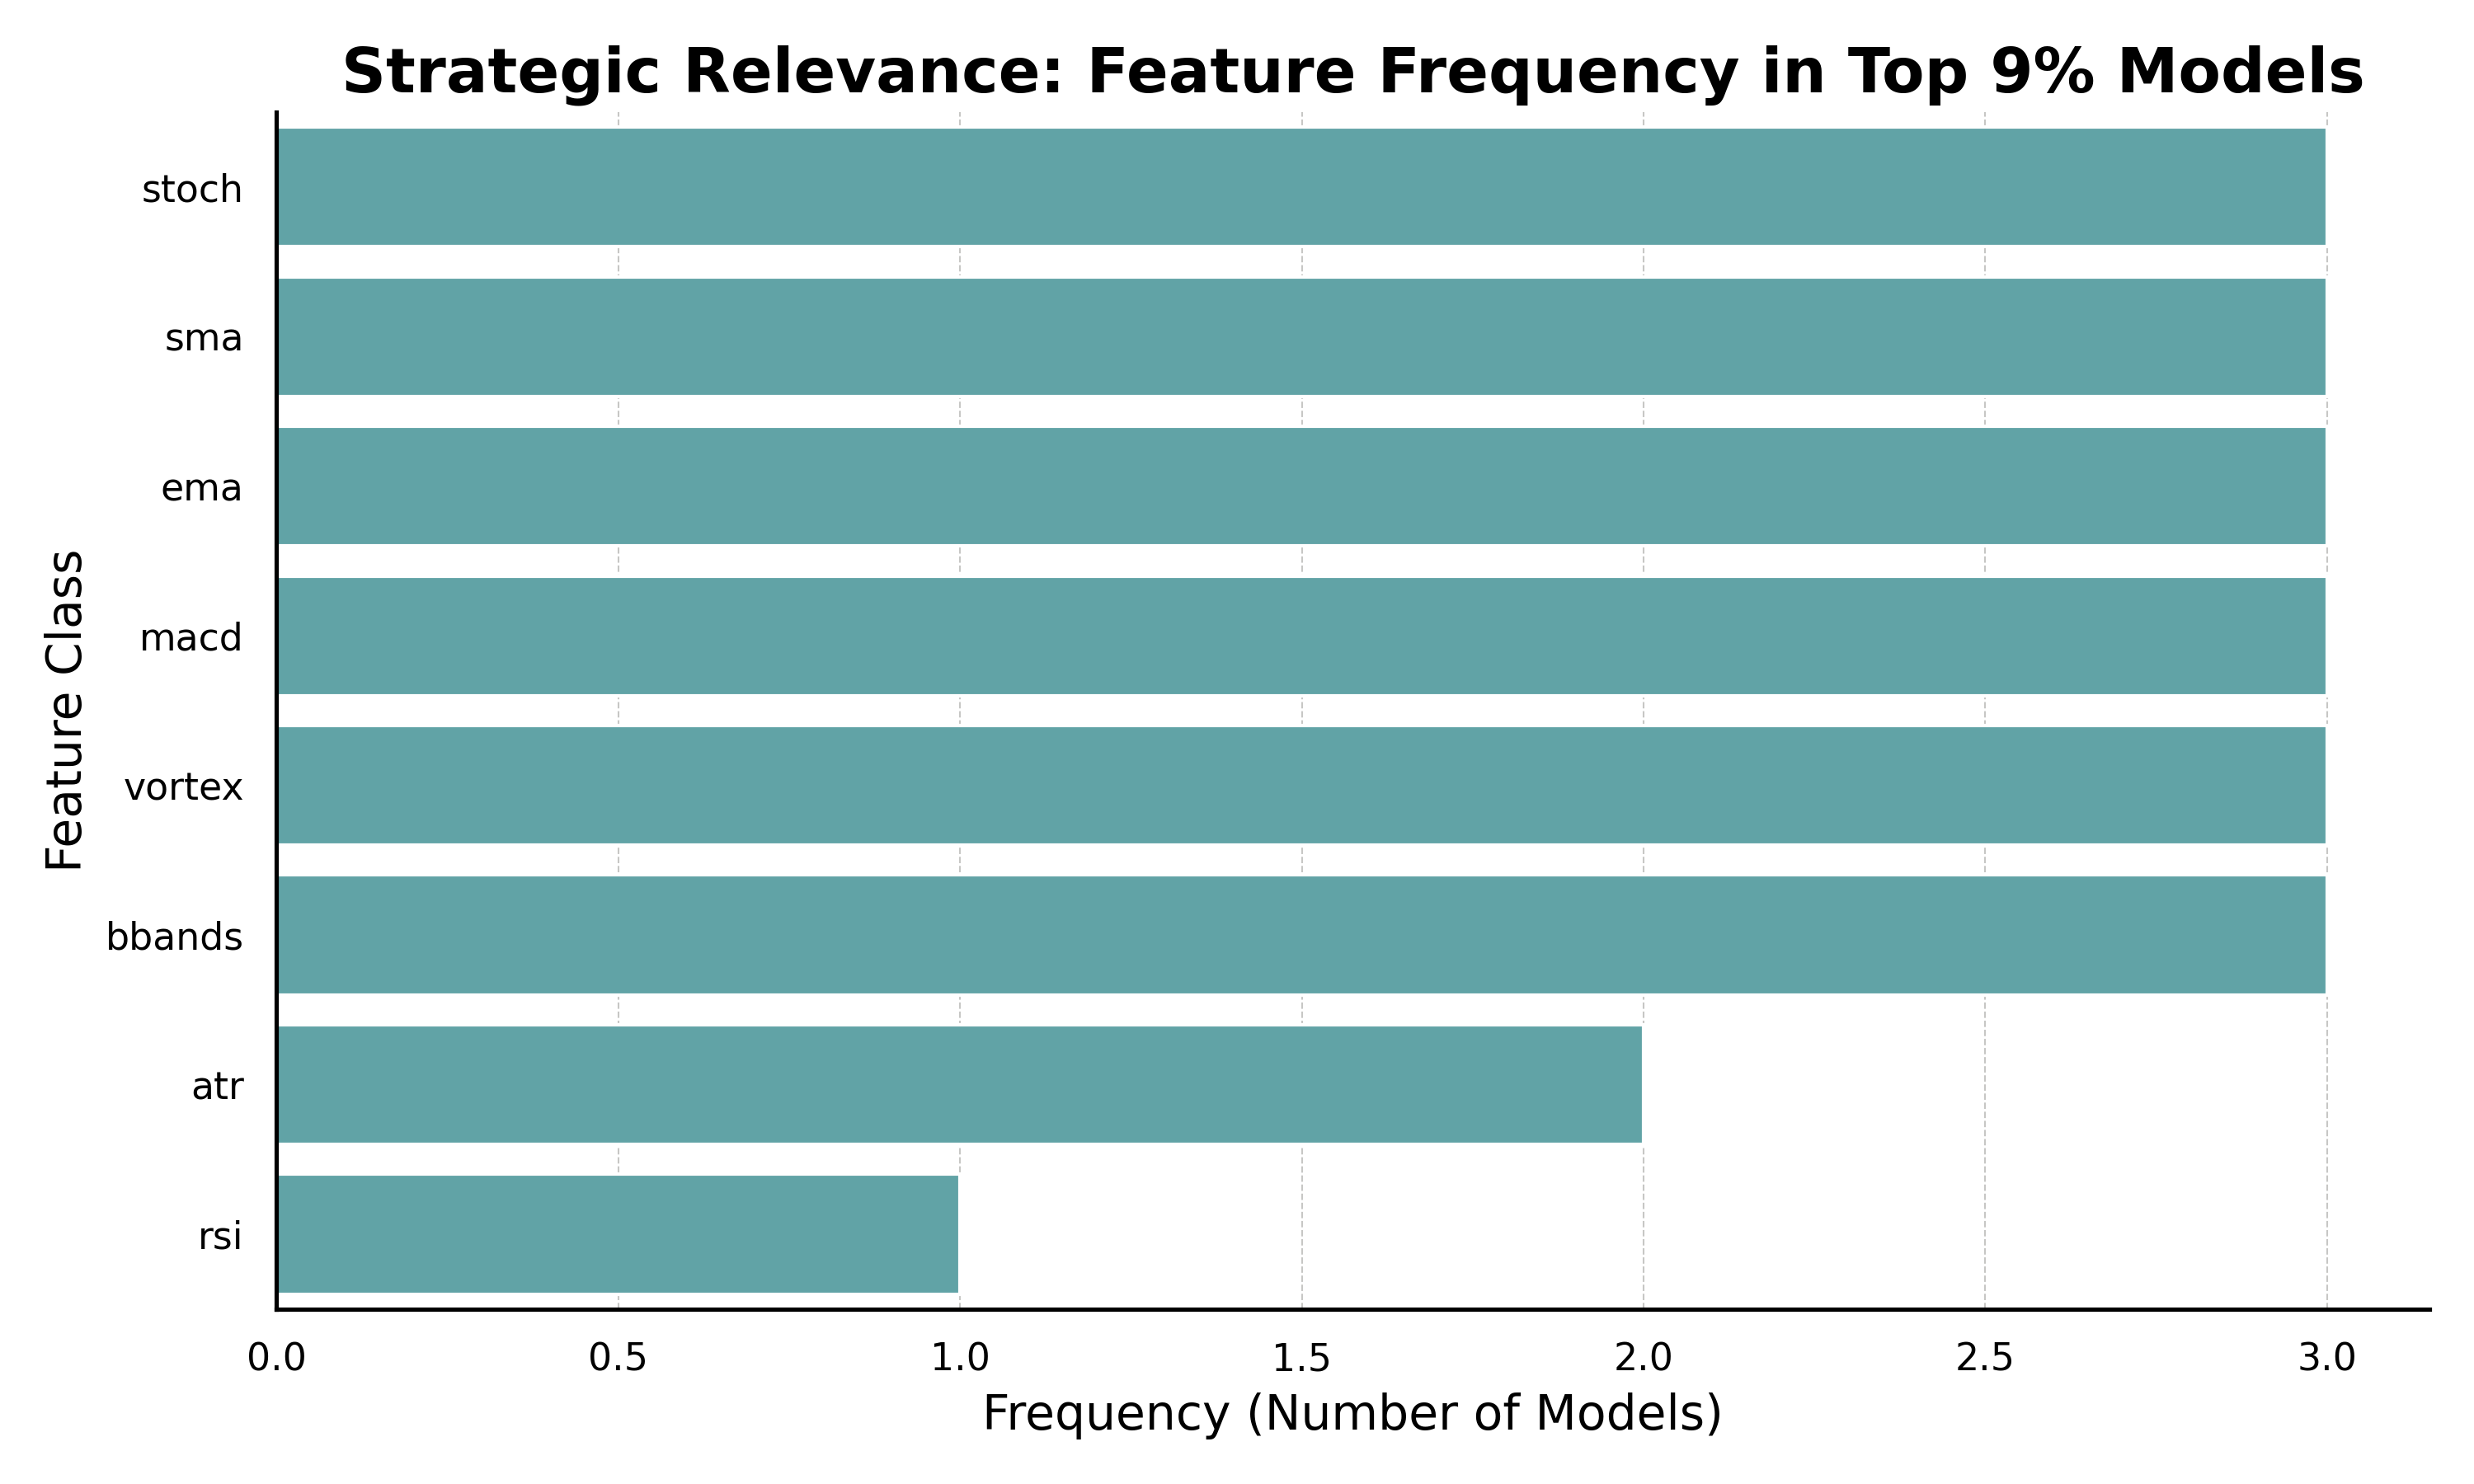 Strategic Relevance: Feature Frequency in Top 9% Models
Feature Class
stoch
sma
ema
macd
vortex
bbands
atr
rsi
0.0 0.5 1.0 1.5 2.0 2.5 3.0
Frequency (Number of Models)